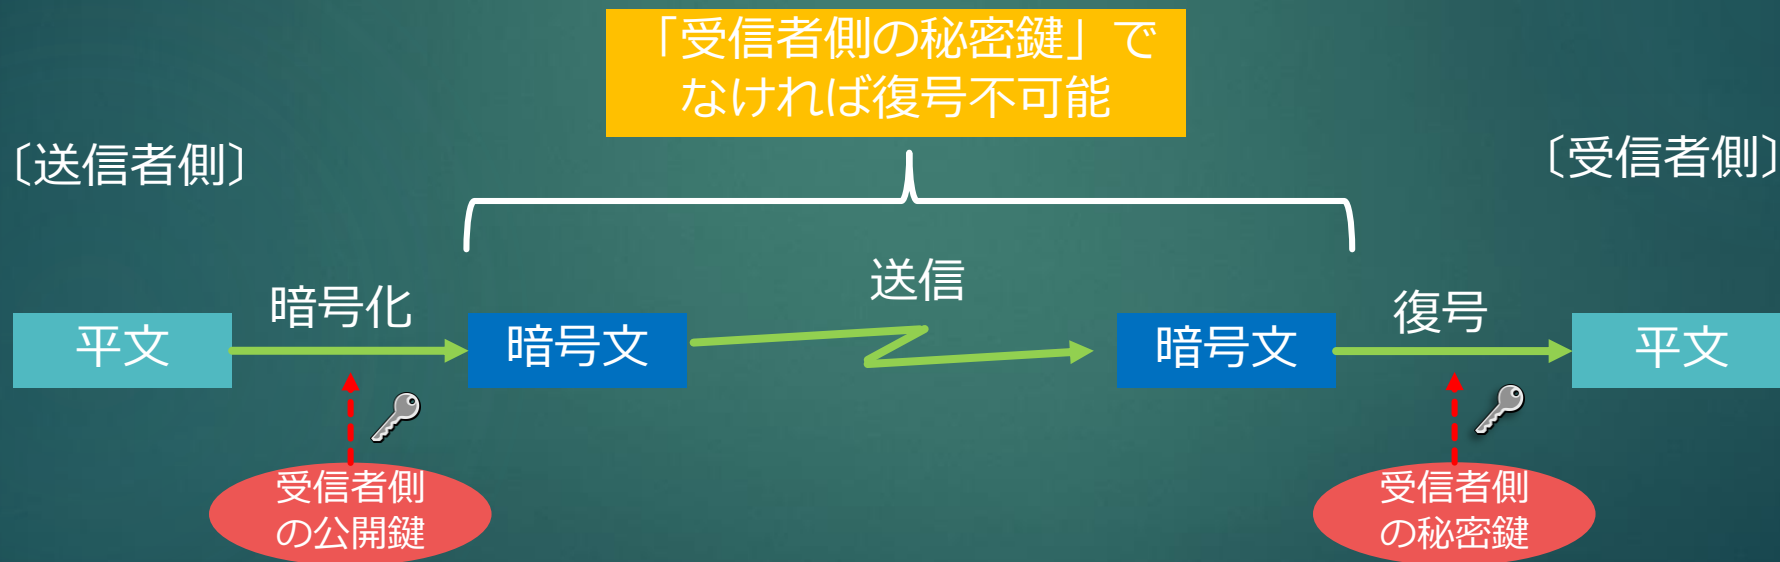 「受信者側の秘密鍵」で
なければ復号不可能
〔送信者側〕
〔受信者側〕
送信
暗号化
復号
平文
暗号文
暗号文
平文
受信者側
の公開鍵
受信者側
の秘密鍵